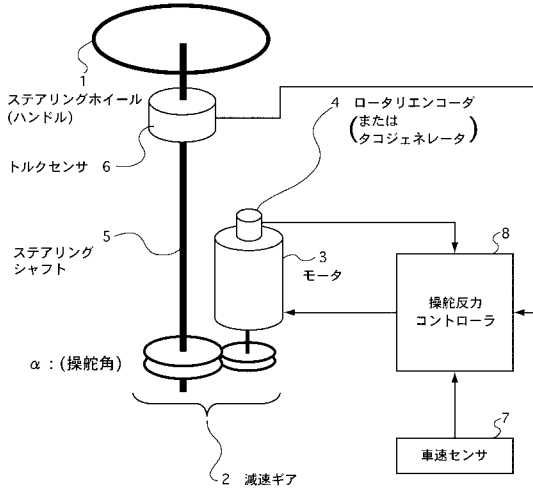 1
ステアリングホイール
(ハンドル)
4 ロータリエンコーダ
(または
タコジェネレータ)
トルクセンサ 6
5
ステアリング
シャフト
3
モータ
8
操舵反力
コントローラ
α：(操舵角)
7
車速センサ
2 減速ギア